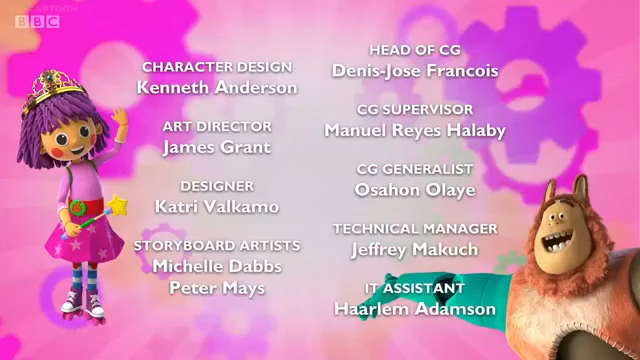 BBC
CHARACTER DESIGN
Kenneth Anderson
ART DIRECTOR
James Grant
DESIGNER
Katri Valkamo
STORYBOARD ARTISTS
Michelle Dabbs
Peter Mays
HEAD OF CG
Denis-Jose Francois
CG SUPERVISOR
Manuel Reyes Halaby
CG GENERALIST
Osahon Olaye
TECHNICAL MANAGER
Jeffrey Makuch
IT ASSISTANT
Haarlem Adamson